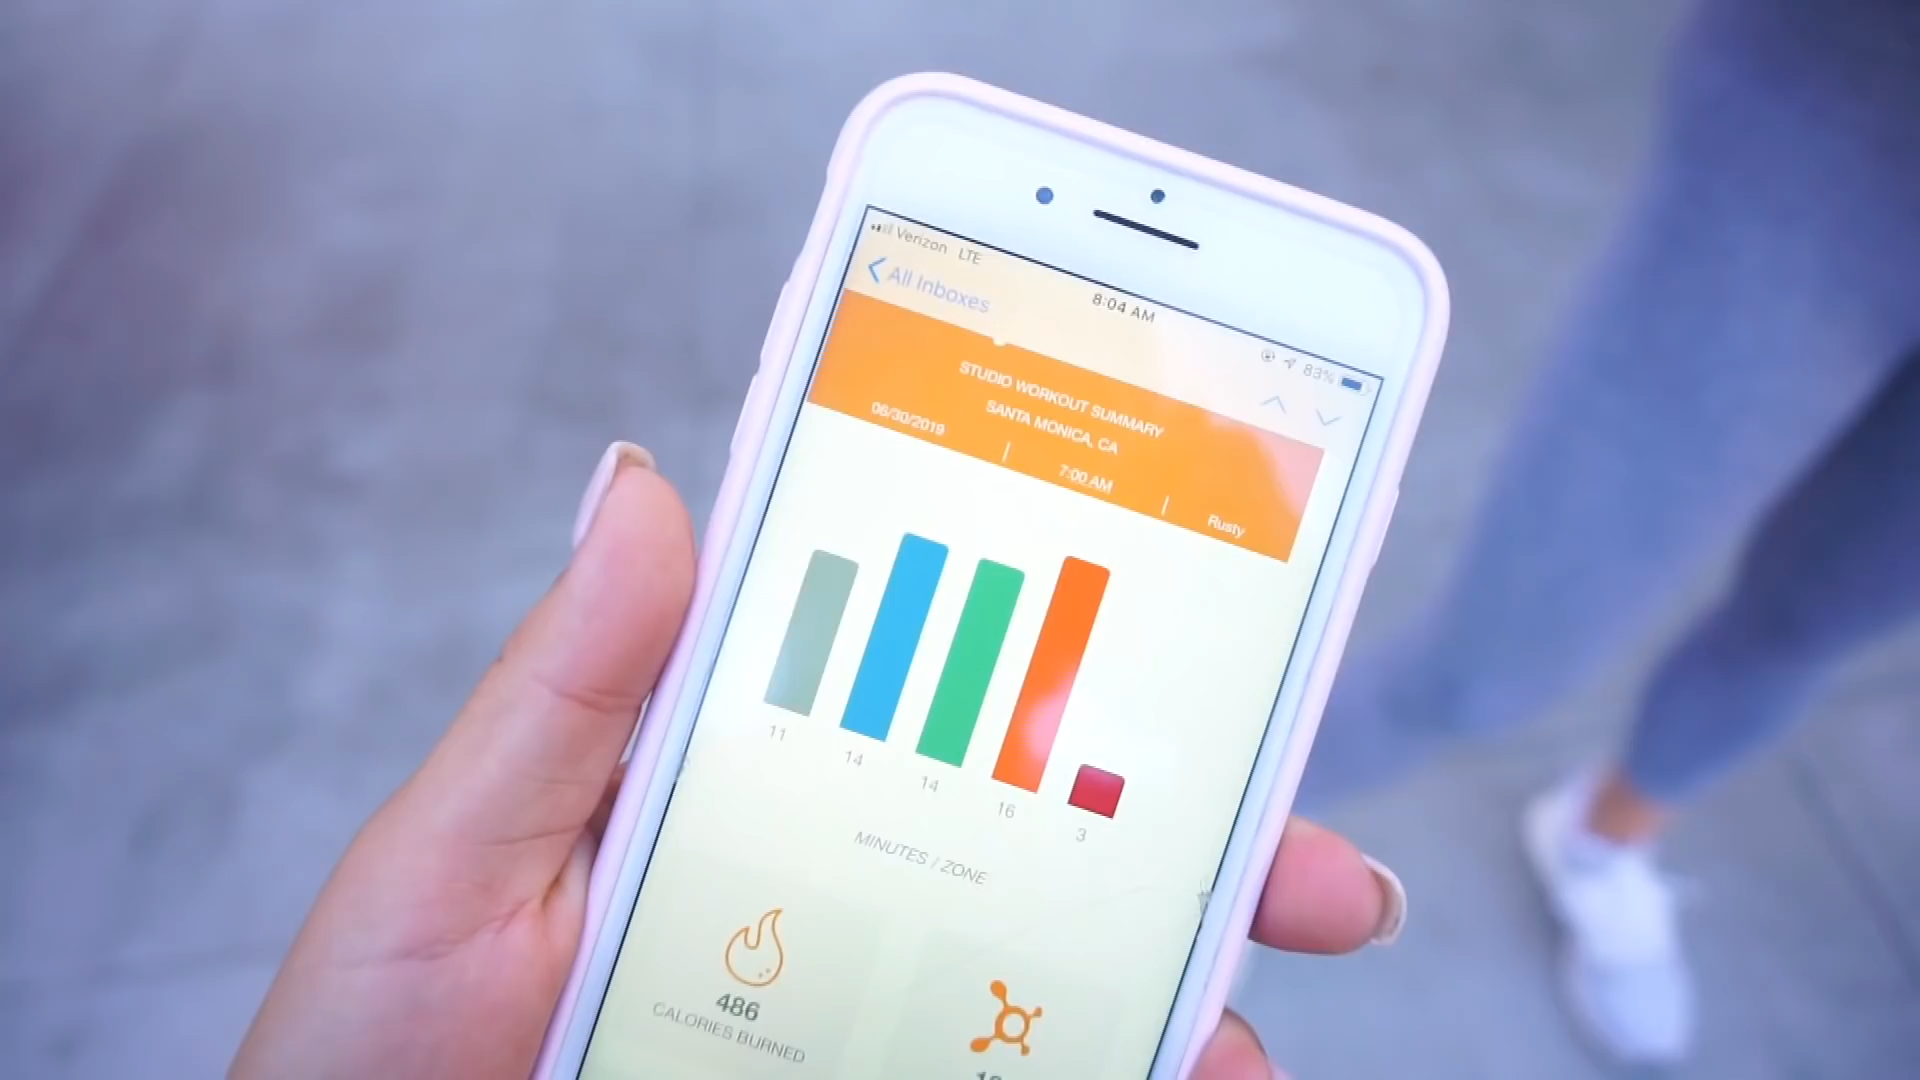 Verizon LTE
8:04 AM
83%
All Inboxes
STUDIO WORKOUT SUMMARY
SANTA MONICA, CA
06/30/2019 | 7:00 AM | Rusty
11 14 14 16 3
MINUTES / ZONE
486
CALORIES BURNED